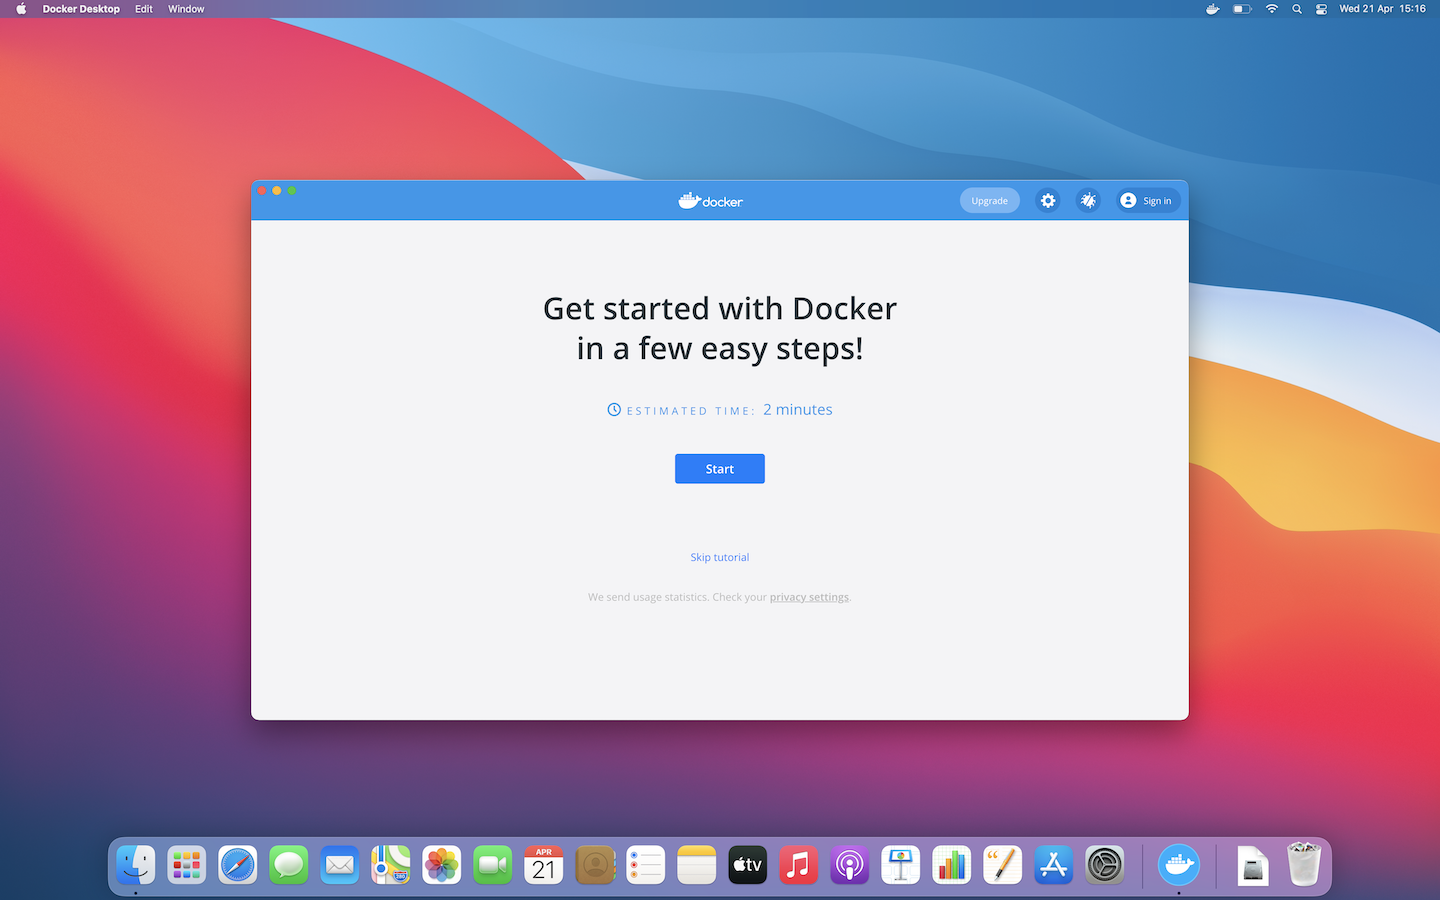 Docker Desktop Edit Window
Wed 21 Apr 15:16
docker
Upgrade
Sign in
Get started with Docker
in a few easy steps!
ESTIMATED TIME: 2 minutes
Start
Skip tutorial
We send usage statistics. Check your privacy settings.
APR
21
tv